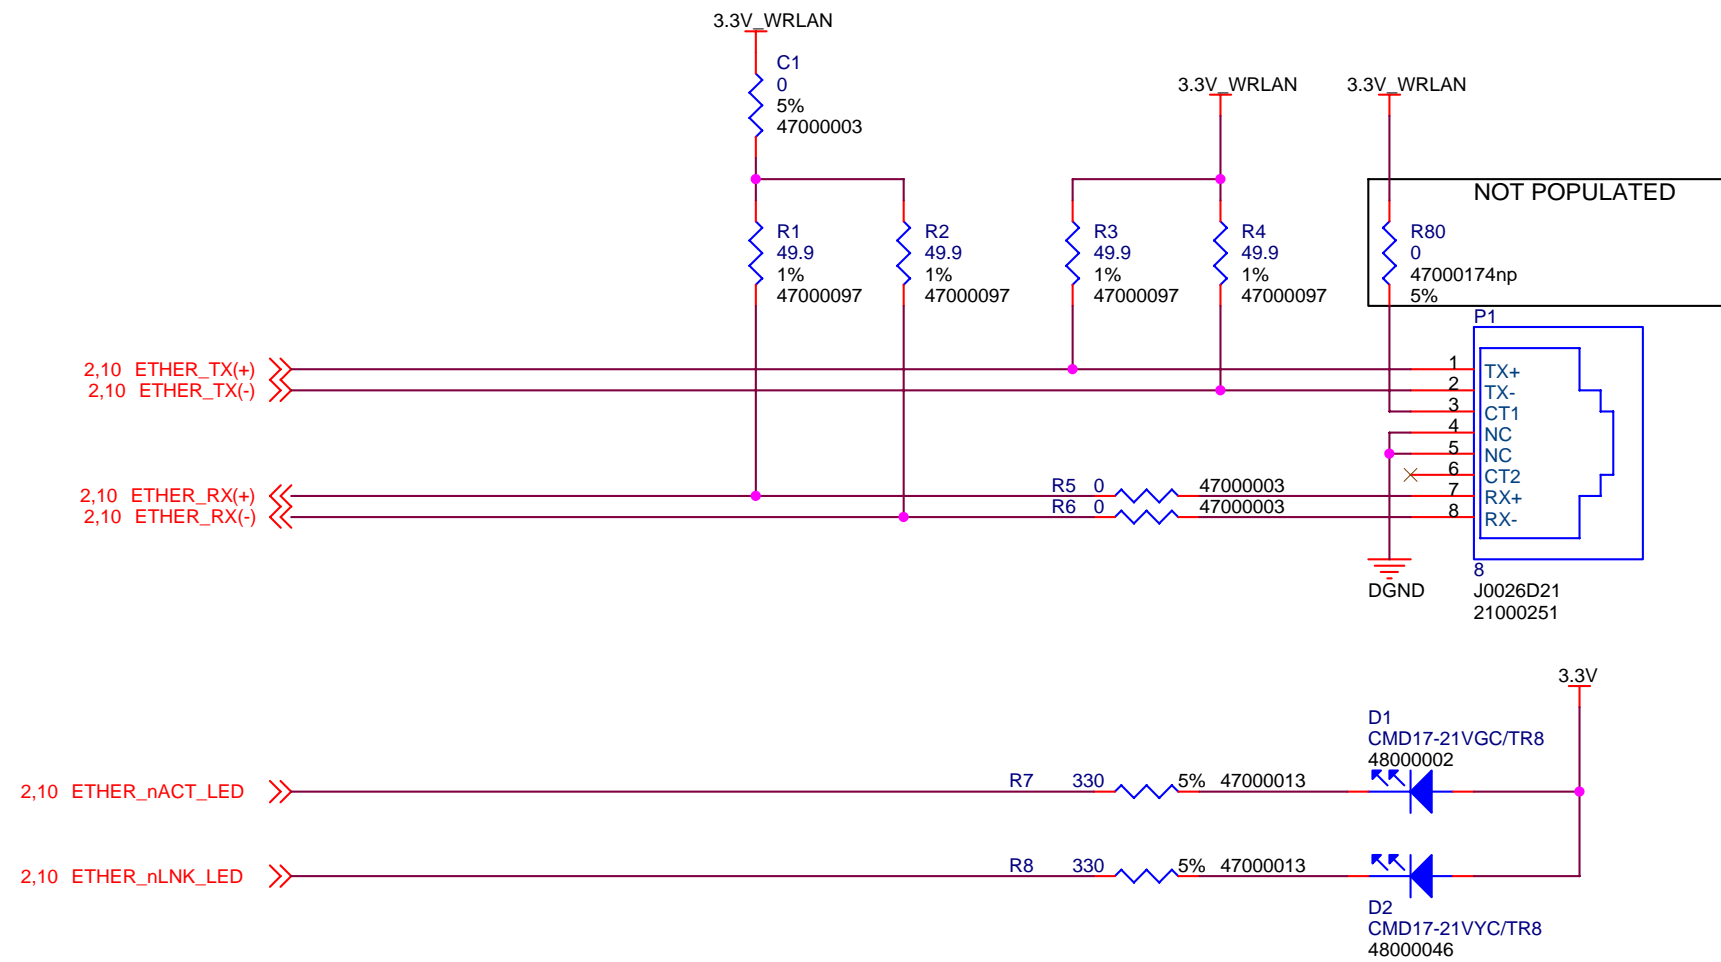 3.3V_WRLAN
C1
0
5%
47000003
3.3V_WRLAN
3.3V_WRLAN
NOT POPULATED
R1
49.9
1%
47000097
R2
49.9
1%
47000097
R3
49.9
1%
47000097
R4
49.9
1%
47000097
R80
0
47000174np
5%
P1
2,10 ETHER_TX(+)
2,10 ETHER_TX(-)
2,10 ETHER_RX(+)
2,10 ETHER_RX(-)
R5 0 47000003
R6 0 47000003
1 TX+
2 TX-
3 CT1
4 NC
5 NC
6 CT2
7 RX+
8 RX-
DGND
8
J0026D21
21000251
3.3V
D1
CMD17-21VGC/TR8
48000002
2,10 ETHER_nACT_LED
R7 330 5% 47000013
2,10 ETHER_nLNK_LED
R8 330 5% 47000013
D2
CMD17-21VYC/TR8
48000046